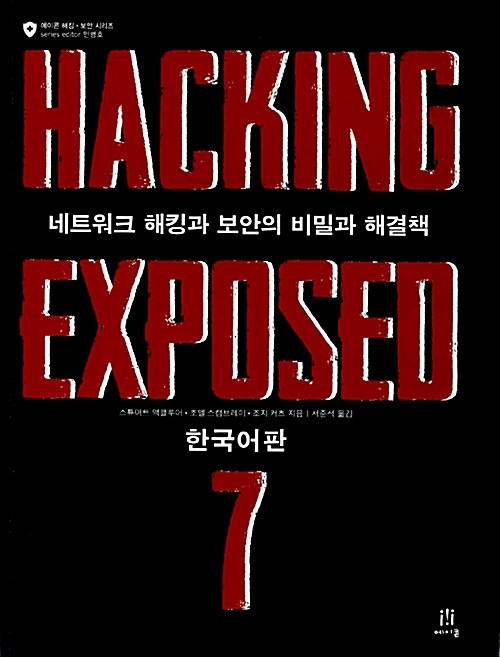 에이콘 해킹 • 보안 시리즈
series editor 민병호
HACKING
네트워크 해킹과 보안의 비밀과 해결책
EXPOSED
스튜어트 맥클루어 • 조엘 스캠브레이 • 조지 커츠 지음 | 서준석 옮김
한국어판
7
에이콘